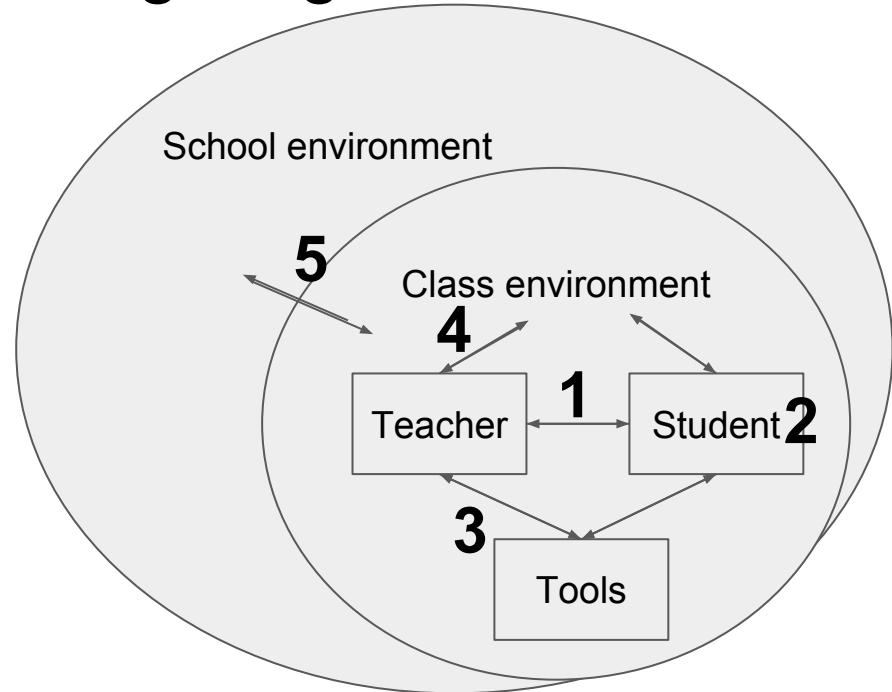 School environment
5
Class environment
4
1
Teacher
Student
2
3
Tools